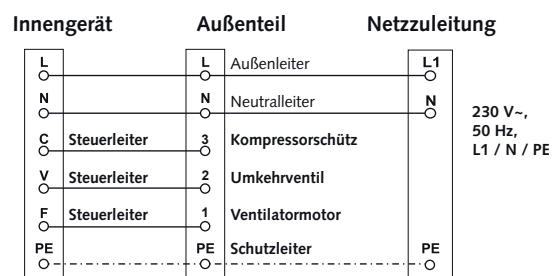 Innengerät Außenteil Netzzuleitung
L L Außenleiter L1
N N Neutralleiter N
230 V~,
50 Hz,
L1 / N / PE
C Steuerleiter 3 Kompressorschütz
V Steuerleiter 2 Umkehrventil
F Steuerleiter 1 Ventilatormotor
PE PE Schutzleiter PE